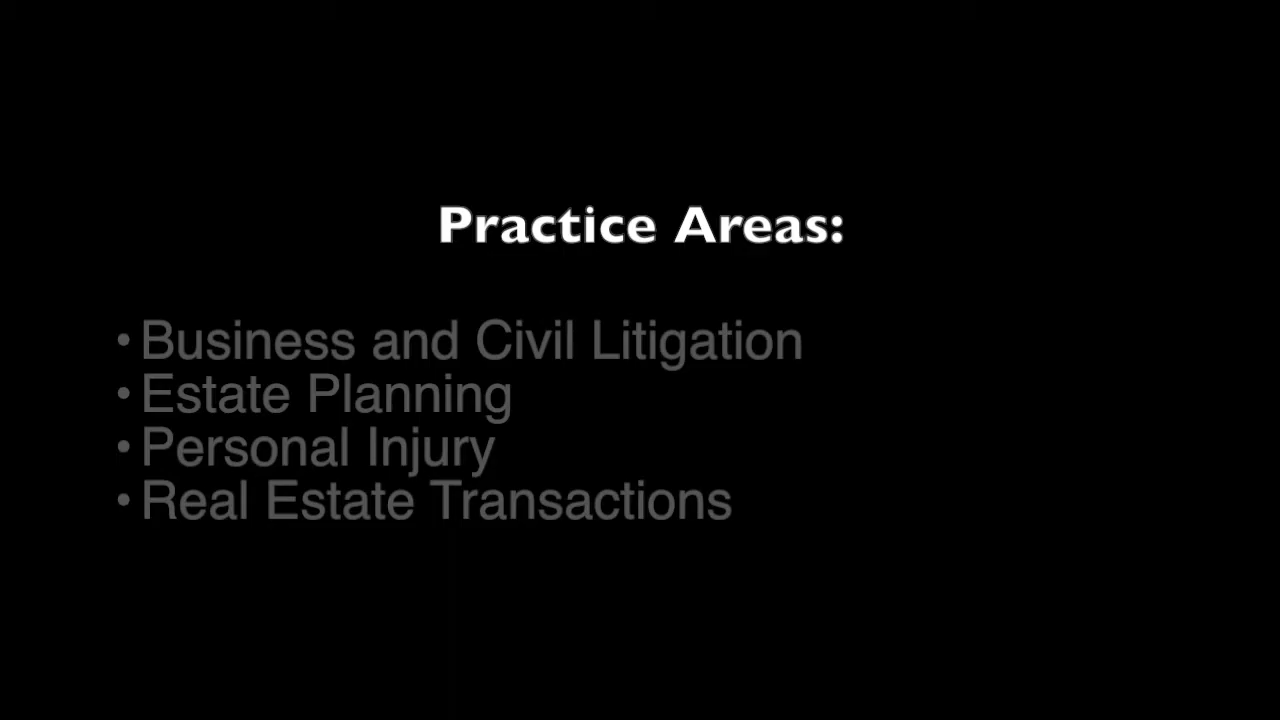 Practice Areas:
• Business and Civil Litigation
• Estate Planning
• Personal Injury
• Real Estate Transactions